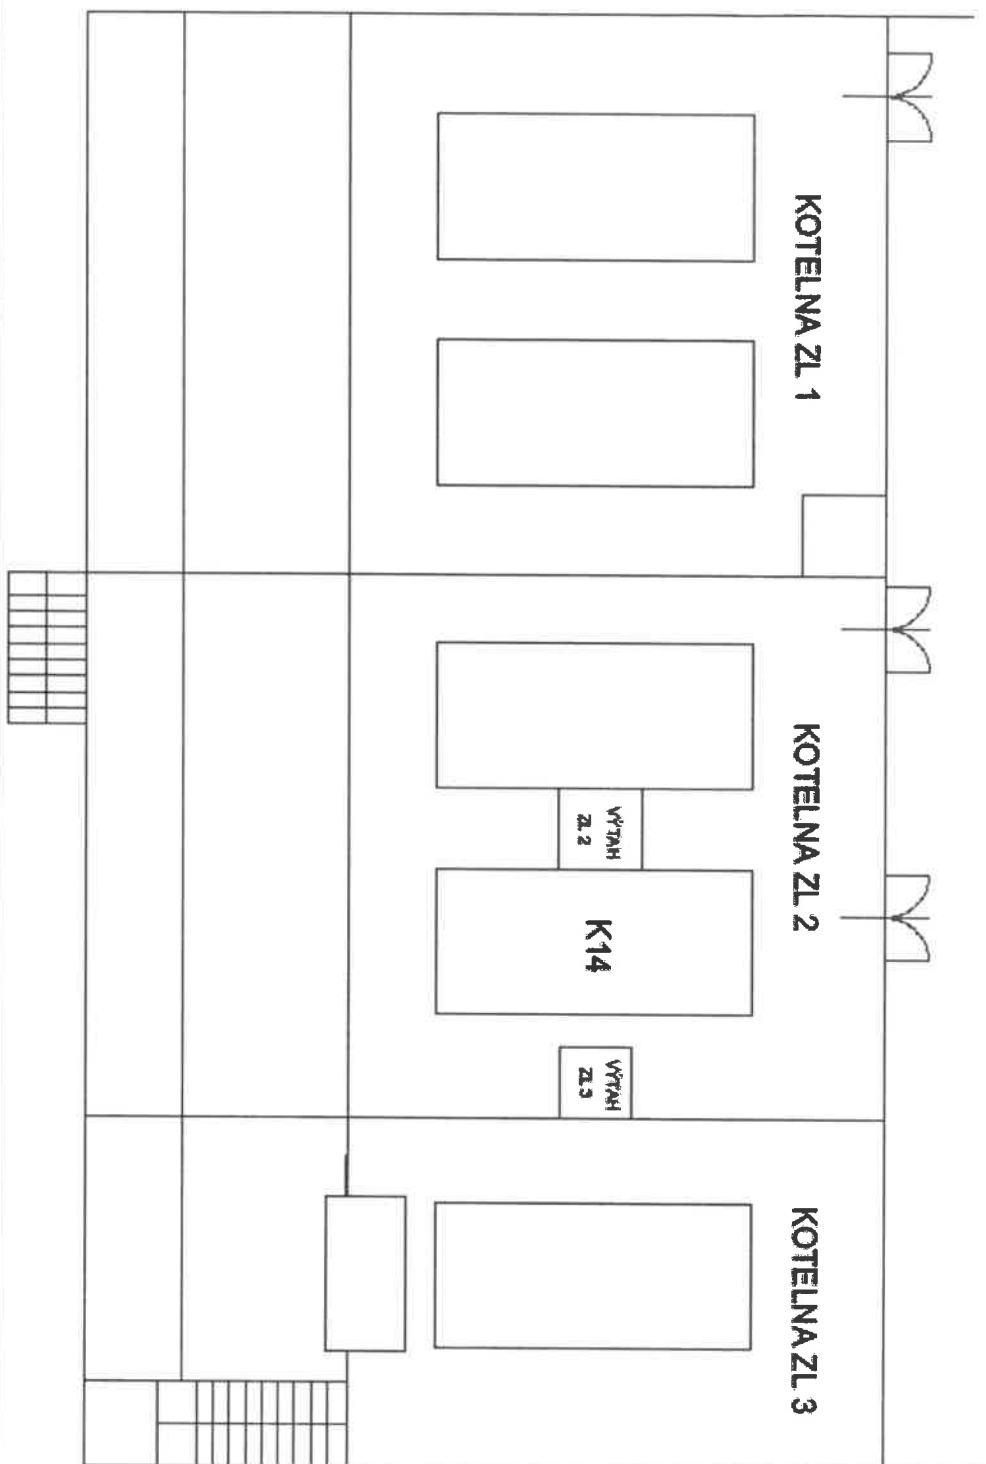 KOTELNA ZL 1
KOTELNA ZL 2
VÝTAH
ZL 2
K14
VÝTAH
ZL 3
KOTELNA ZL 3